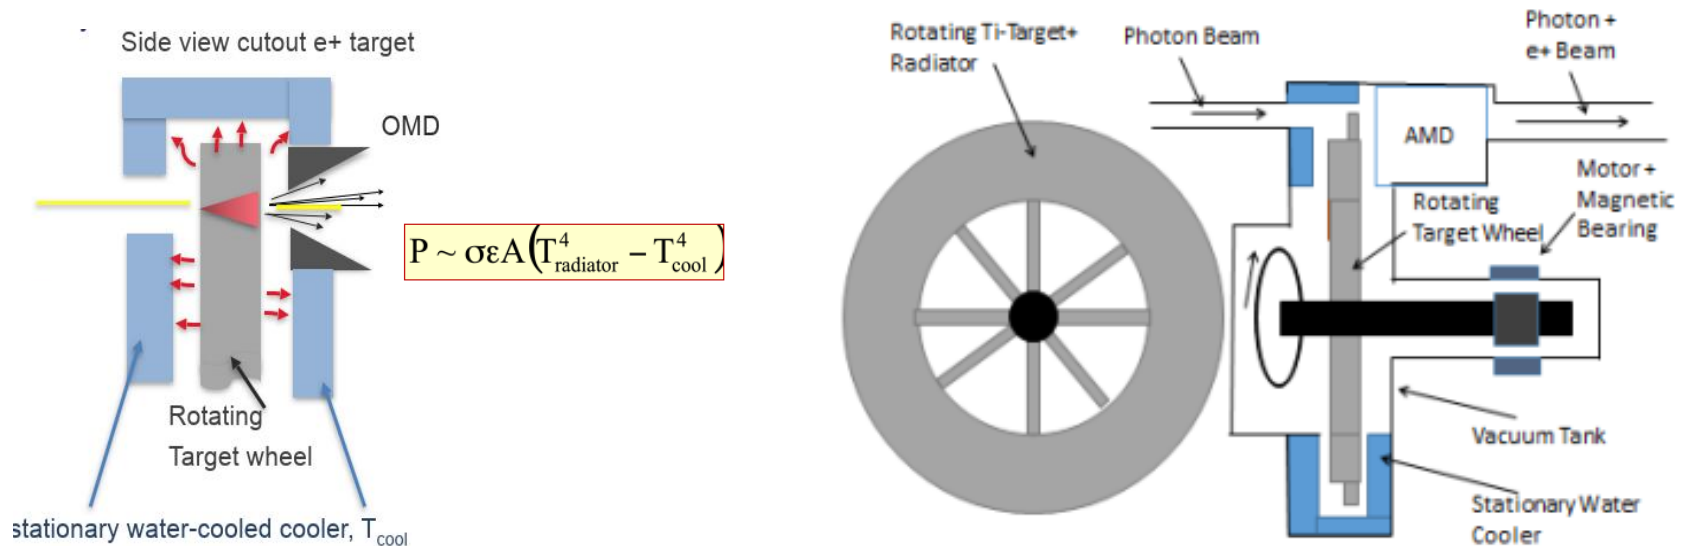 Side view cutout e+ target
OMD
P ~ σεA(T⁴radiator − T⁴cool)
Rotating
Target wheel
stationary water-cooled cooler, Tcool
Rotating Ti-Target+
Radiator
Photon Beam
Photon +
e+ Beam
AMD
Motor +
Magnetic
Bearing
Rotating
Target Wheel
Vacuum Tank
Stationary Water
Cooler